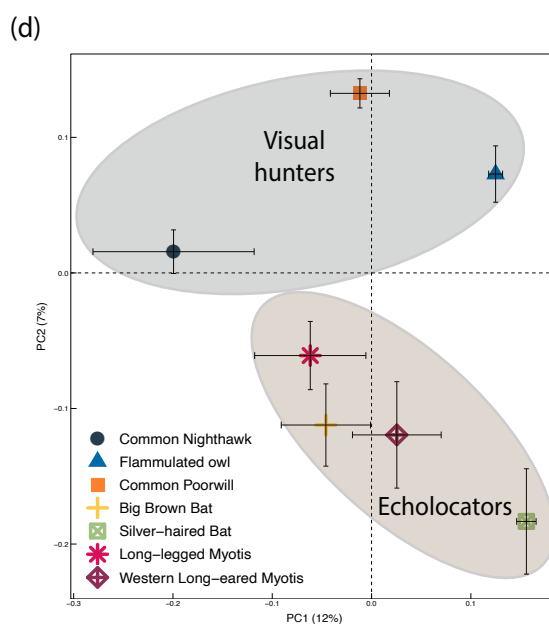 (d)
Visual
hunters
0.1
0.0
-0.1
-0.2
PC2 (7%)
Echolocators
Common Nighthawk
Flammulated owl
Common Poorwill
Big Brown Bat
Silver−haired Bat
Long−legged Myotis
Western Long−eared Myotis
-0.3
-0.2
-0.1
0.0
0.1
PC1 (12%)